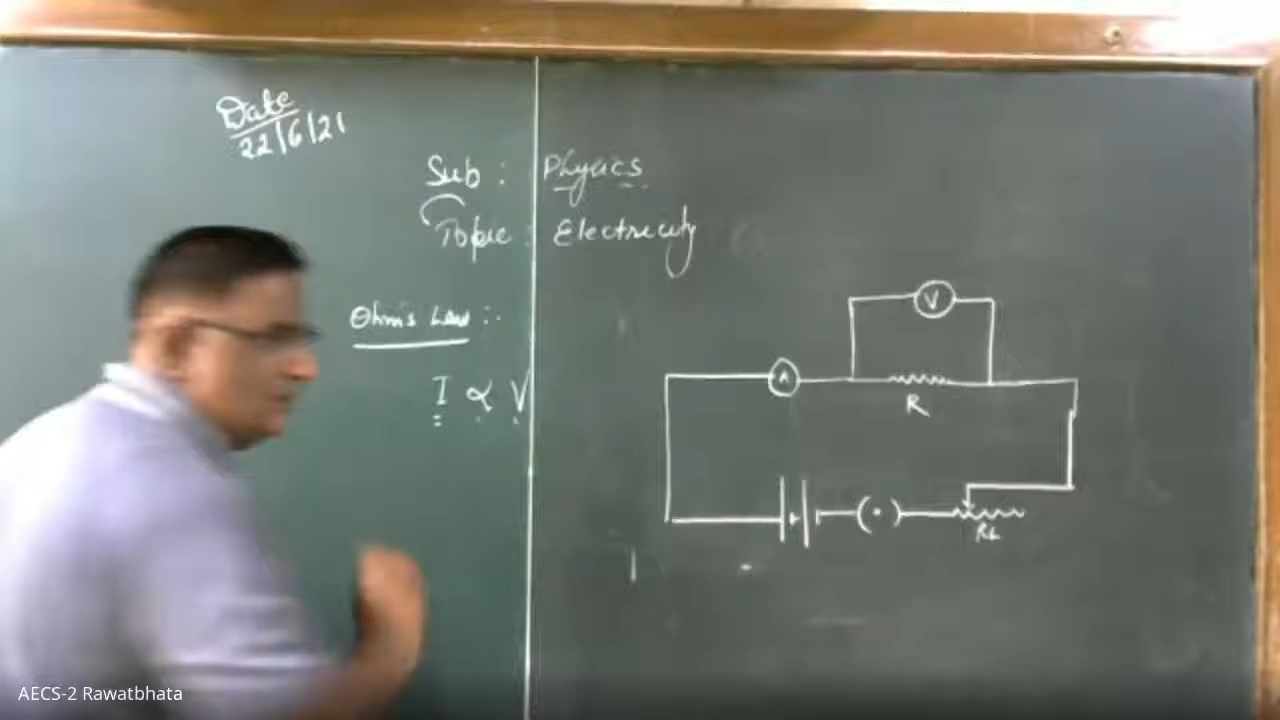 Date
22/6/21
Sub : Physics
Topic : Electricity
Ohm's Law :-
I ∝ V
V
A
R
Rh
AECS-2 Rawatbhata